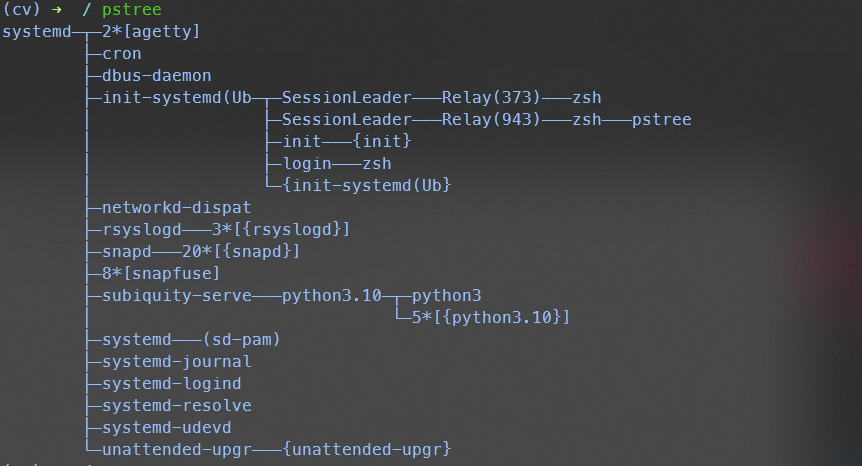 (cv) ➜  / pstree
systemd─┬─2*[agetty]
        ├─cron
        ├─dbus-daemon
        ├─init-systemd(Ub─┬─SessionLeader───Relay(373)───zsh
        │                 ├─SessionLeader───Relay(943)───zsh───pstree
        │                 ├─init───{init}
        │                 ├─login───zsh
        │                 └─{init-systemd(Ub}
        ├─networkd-dispat
        ├─rsyslogd───3*[{rsyslogd}]
        ├─snapd───20*[{snapd}]
        ├─8*[snapfuse]
        ├─subiquity-serve───python3.10─┬─python3
        │                              └─5*[{python3.10}]
        ├─systemd───(sd-pam)
        ├─systemd-journal
        ├─systemd-logind
        ├─systemd-resolve
        ├─systemd-udevd
        └─unattended-upgr───{unattended-upgr}